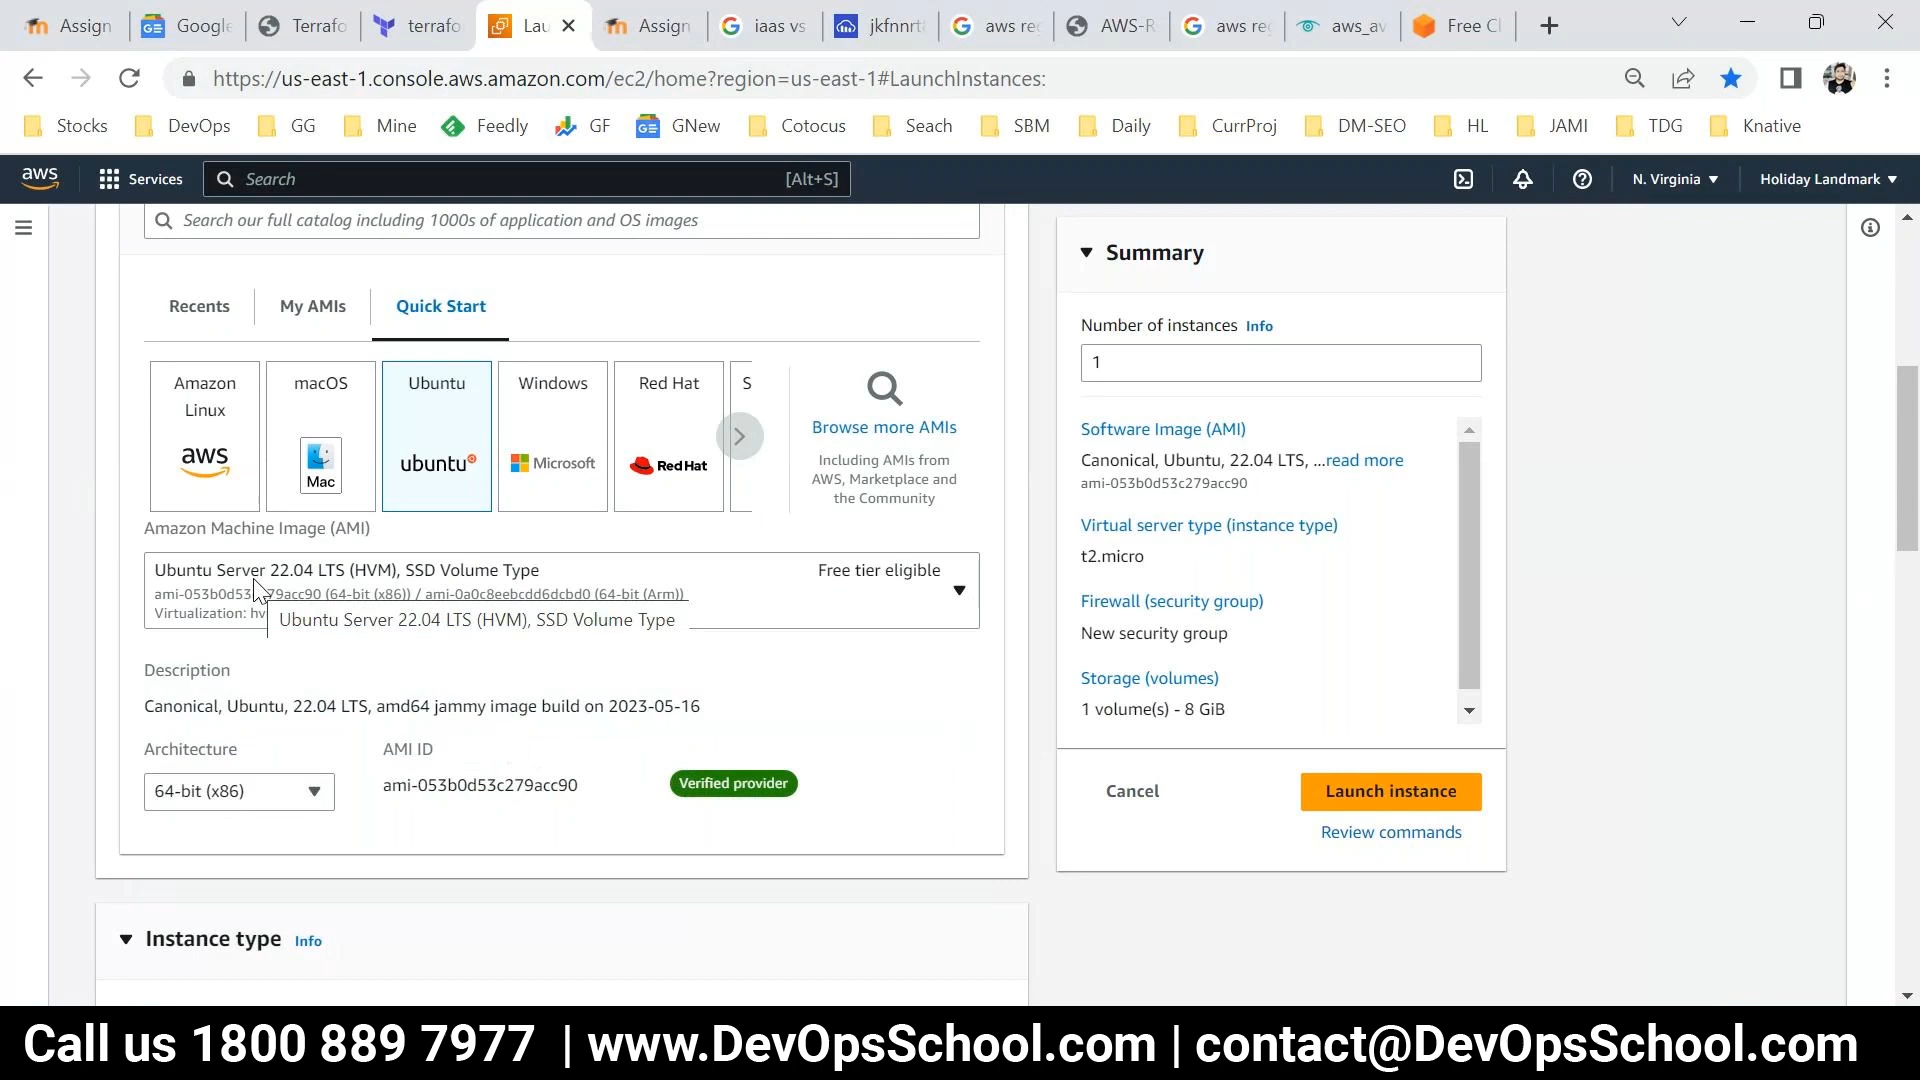 Assign
Google
Terrafo
terrafo
Lau
Assign
iaas vs
jkfnnrt
aws reg
AWS-R
aws reg
aws_av
Free Cl
https://us-east-1.console.aws.amazon.com/ec2/home?region=us-east-1#LaunchInstances:
Stocks
DevOps
GG
Mine
Feedly
GF
GNew
Cotocus
Seach
SBM
Daily
CurrProj
DM-SEO
HL
JAMI
TDG
Knative
aws
Services
Search
[Alt+S]
N. Virginia
Holiday Landmark
Search our full catalog including 1000s of application and OS images
Recents
My AMIs
Quick Start
Amazon
Linux
aws
macOS
Mac
Ubuntu
ubuntu
Windows
Microsoft
Red Hat
RedHat
S
Browse more AMIs
Including AMIs from
AWS, Marketplace and
the Community
Amazon Machine Image (AMI)
Ubuntu Server 22.04 LTS (HVM), SSD Volume Type
Free tier eligible
ami-053b0d53 79acc90 (64-bit (x86)) / ami-0a0c8eebcdd6dcbd0 (64-bit (Arm))
Virtualization: hv
Ubuntu Server 22.04 LTS (HVM), SSD Volume Type
Description
Canonical, Ubuntu, 22.04 LTS, amd64 jammy image build on 2023-05-16
Architecture
AMI ID
64-bit (x86)
ami-053b0d53c279acc90
Verified provider
Instance type Info
Summary
Number of instances Info
1
Software Image (AMI)
Canonical, Ubuntu, 22.04 LTS, ...read more
ami-053b0d53c279acc90
Virtual server type (instance type)
t2.micro
Firewall (security group)
New security group
Storage (volumes)
1 volume(s) - 8 GiB
Cancel
Launch instance
Review commands
Call us 1800 889 7977 | www.DevOpsSchool.com | contact@DevOpsSchool.com